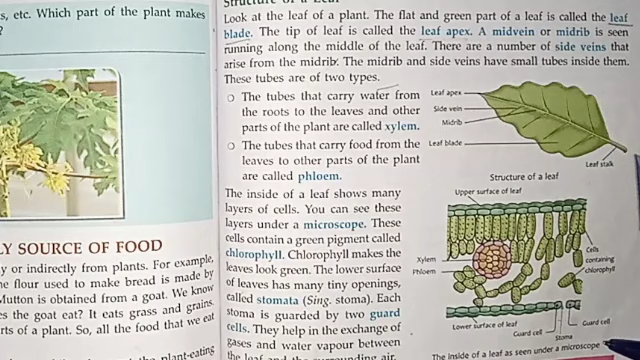 s, etc. Which part of the plant makes
?
LY SOURCE OF FOOD
y or indirectly from plants. For example,
ne flour used to make bread is made by
Mutton is obtained from a goat. We know
es the goat eat? It eats grass and grains.
rts of a plant. So, all the food that we eat
the plant-eating
Structure of a Leaf
Look at the leaf of a plant. The flat and green part of a leaf is called the leaf
blade. The tip of leaf is called the leaf apex. A midvein or midrib is seen
running along the middle of the leaf. There are a number of side veins that
arise from the midrib. The midrib and side veins have small tubes inside them.
These tubes are of two types.
The tubes that carry water from
the roots to the leaves and other
parts of the plant are called xylem.
The tubes that carry food from the
leaves to other parts of the plant
are called phloem.
The inside of a leaf shows many
layers of cells. You can see these
layers under a microscope. These
cells contain a green pigment called
chlorophyll. Chlorophyll makes the
leaves look green. The lower surface
of leaves has many tiny openings,
called stomata (Sing. stoma). Each
stoma is guarded by two guard
cells. They help in the exchange of
gases and water vapour between
the leaf and the surrounding air.
Leaf apex
Side vein
Midrib
Leaf blade
Leaf stalk
Structure of a leaf
Upper surface of leaf
Xylem
Phloem
Cells
containing
chlorophyll
Lower surface of leaf
Guard cell
Stoma
Guard cell
The inside of a leaf as seen under a microscope